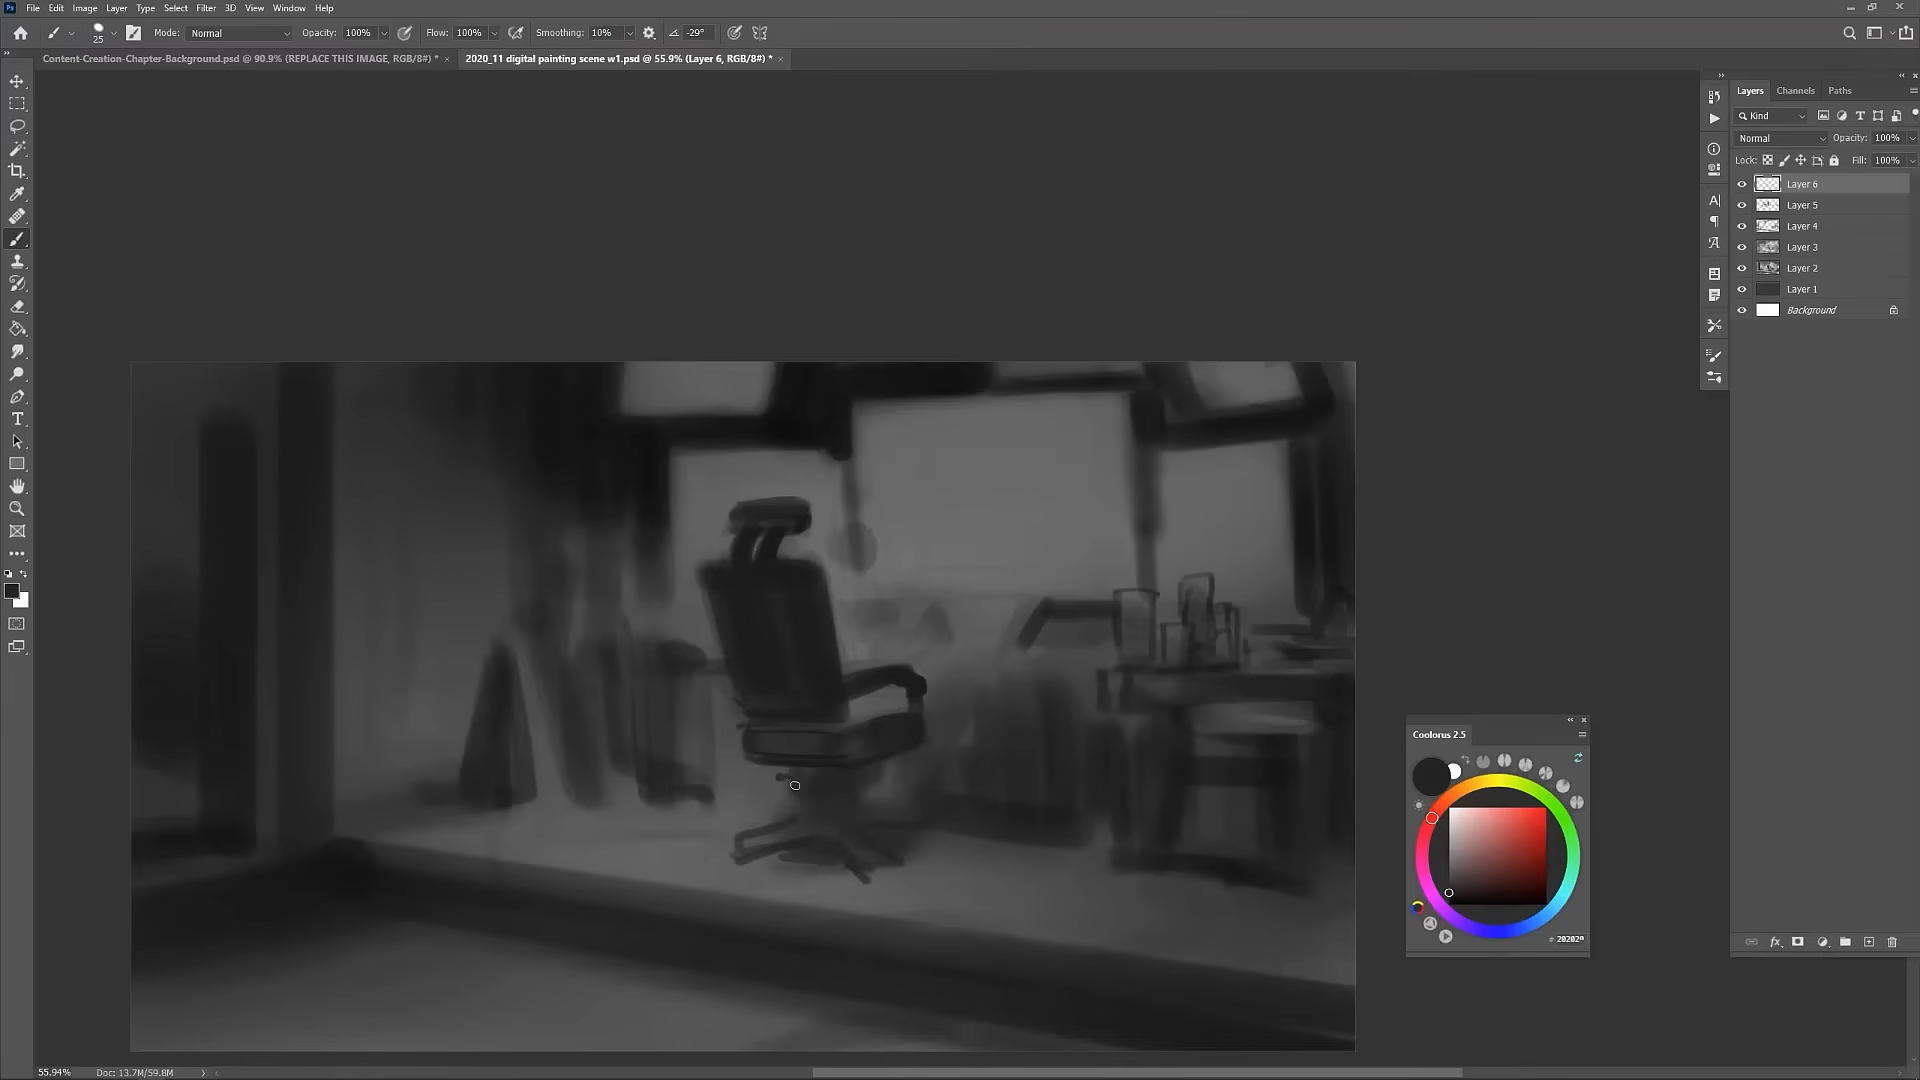 Ps File Edit Image Layer Type Select Filter 3D View Window Help
25 Mode: Normal Opacity: 100% Flow: 100% Smoothing: 10% -29°
Content-Creation-Chapter-Background.psd @ 90.9% (REPLACE THIS IMAGE, RGB/8#) * × 2020_11 digital painting scene w1.psd @ 55.9% (Layer 6, RGB/8#) * ×
Layers Channels Paths
Kind
Normal Opacity: 100%
Lock: Fill: 100%
Layer 6
Layer 5
Layer 4
Layer 3
Layer 2
Layer 1
Background
Coolorus 2.5
55.94% Doc: 13.7M/59.8M